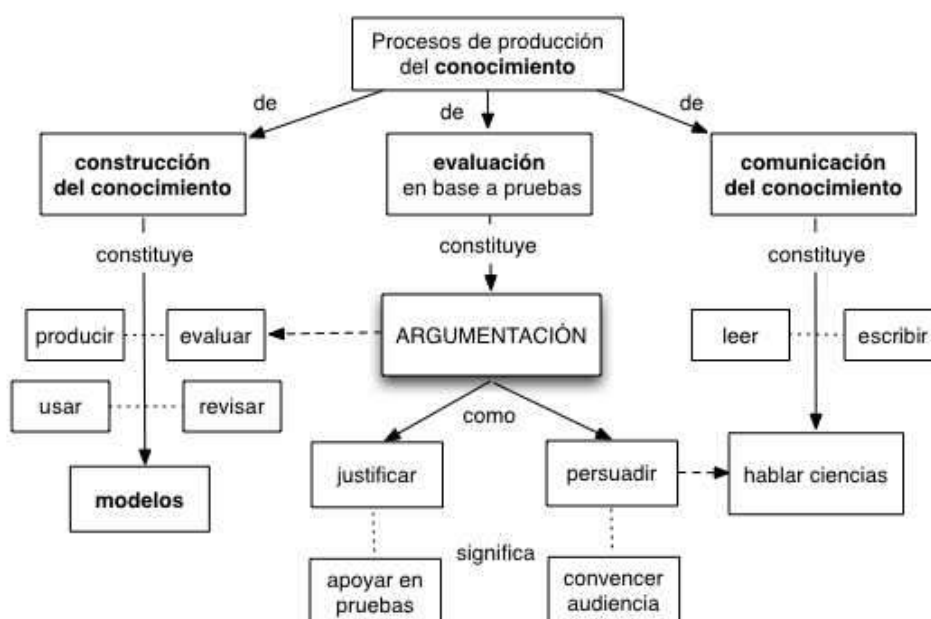 Procesos de producción
del conocimiento
de
de
de
construcción
del conocimiento
evaluación
en base a pruebas
comunicación
del conocimiento
constituye
constituye
constituye
producir
evaluar
ARGUMENTACIÓN
leer
escribir
usar
revisar
como
justificar
persuadir
hablar ciencias
modelos
significa
apoyar en
pruebas
convencer
audiencia